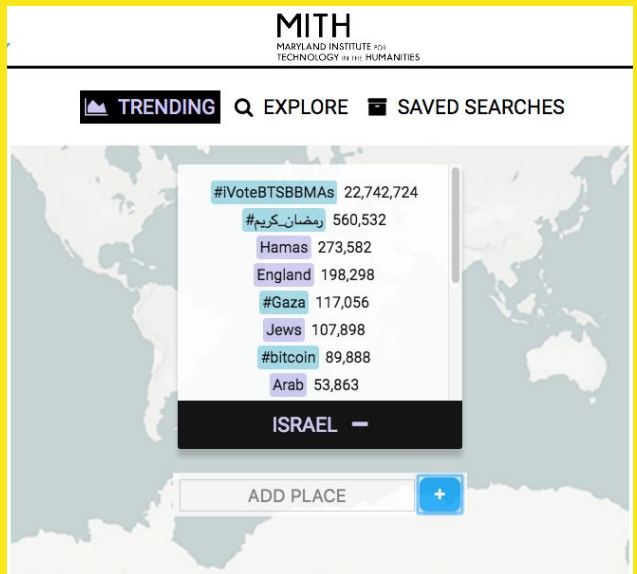 MITH
MARYLAND INSTITUTE FOR
TECHNOLOGY IN THE HUMANITIES
TRENDING EXPLORE SAVED SEARCHES
#iVoteBTSBBMAs 22,742,724
#رمضان_كريم 560,532
Hamas 273,582
England 198,298
#Gaza 117,056
Jews 107,898
#bitcoin 89,888
Arab 53,863
ISRAEL −
ADD PLACE +